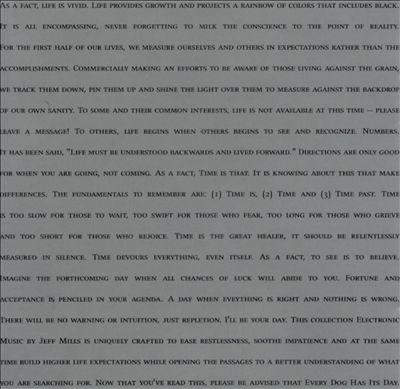 As a fact, life is vivid. Life provides growth and projects a rainbow of colors that includes black.
It is all encompassing, never forgetting to milk the conscience to the point of reality.
For the first half of our lives, we measure ourselves and others in expectations rather than the
accomplishments. Commercially making an efforts to be aware of those living against the grain,
we track them down, pin them up and shine the light over them to measure against the backdrop
of our own sanity. To some and their common interests, life is not available at this time – please
leave a message! To others, life begins when others begins to see and recognize. Numbers.
It has been said, "Life must be understood backwards and lived forward." Directions are only good
for when you are going, not coming. As a fact, Time is that. It is knowing about this that make
differences. The fundamentals to remember are: (1) Time is, (2) Time and (3) Time past. Time
is too slow for those to wait, too swift for those who fear, too long for those who grieve
and too short for those who rejoice. Time is the great healer, it should be relentlessly
measured in silence. Time devours everything, even itself. As a fact, to see is to believe.
Imagine the forthcoming day when all chances of luck will abide to you. Fortune and
acceptance is penciled in your agenda. A day when eveything is right and nothing is wrong.
There will be no warning or intuition, just repletion. I'll be your day. This collection Electronic
Music by Jeff Mills is uniquely crafted to ease restlessness, soothe impatience and at the same
time build higher life expectations while opening the passages to a better understanding of what
you are searching for. Now that you've read this, please be advised that Every Dog Has Its Day.